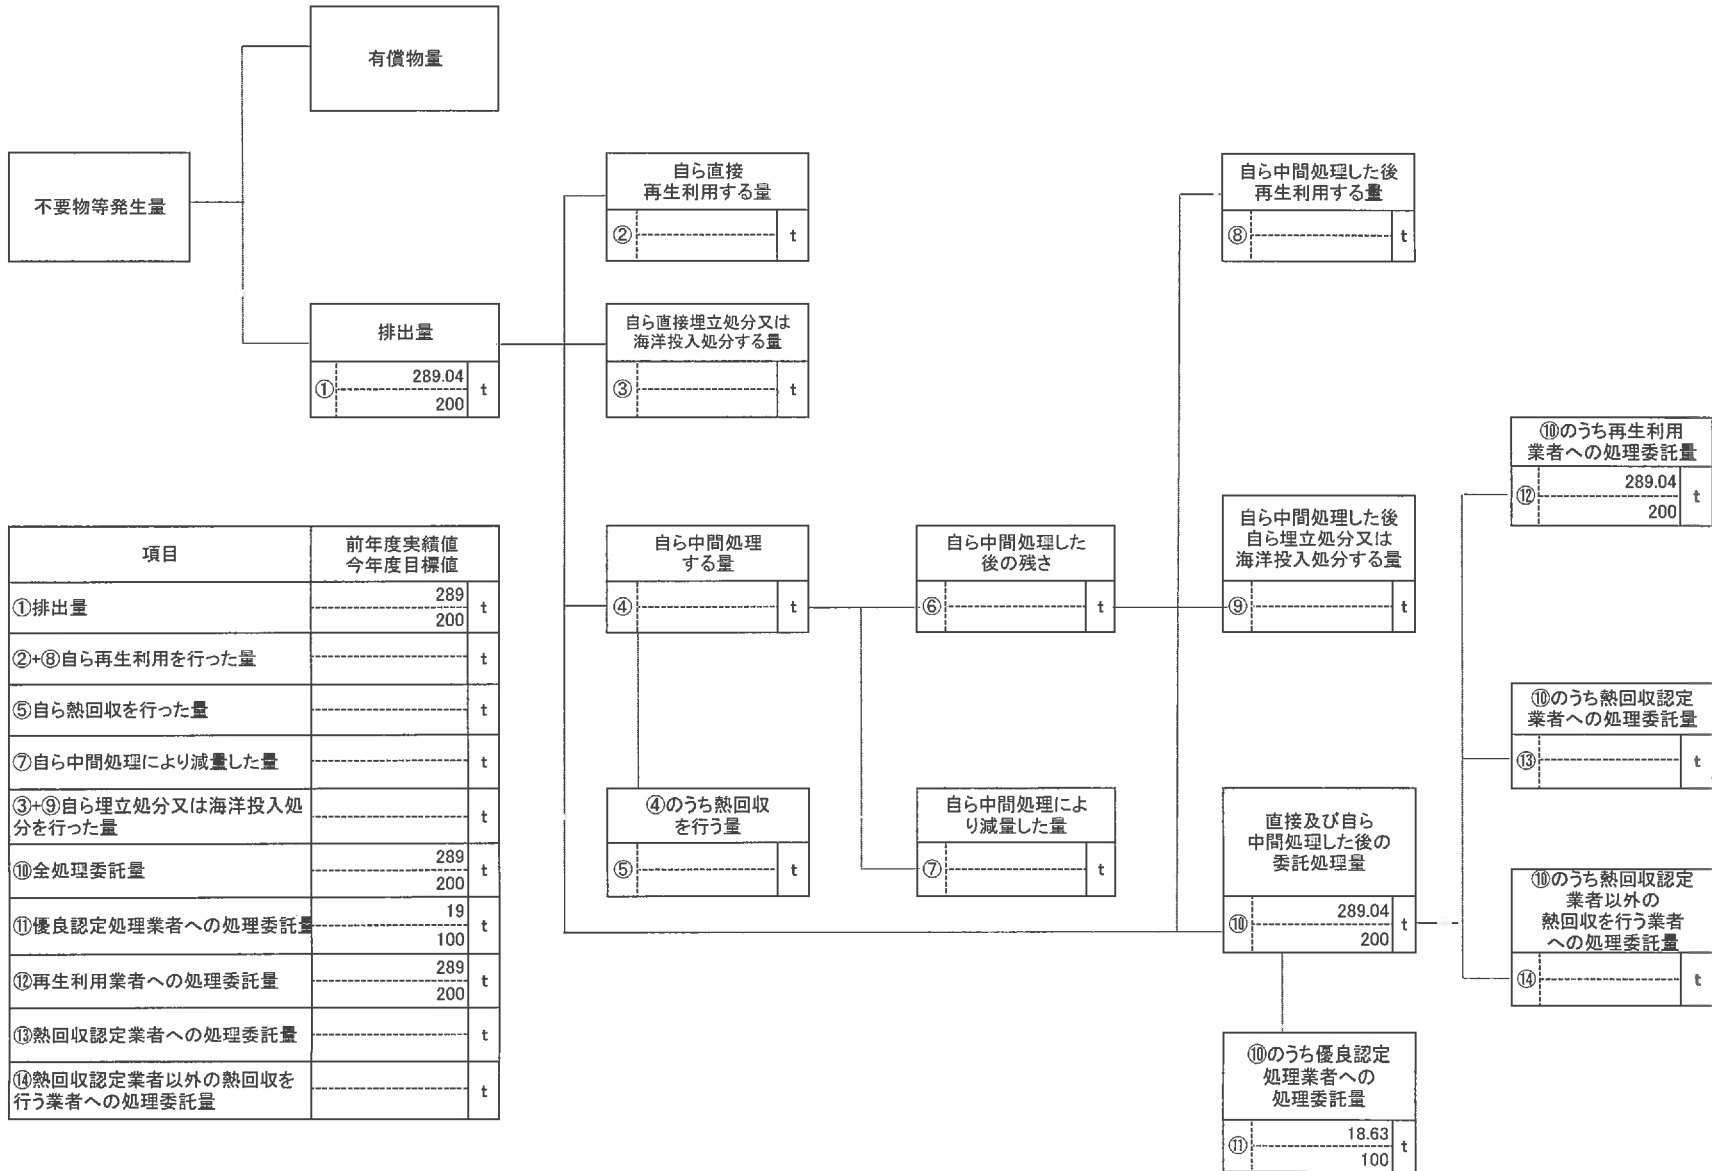 有償物量
不要物等発生量
排出量
①
289.04
200
t
自ら直接
再生利用する量
②
t
自ら直接埋立処分又は
海洋投入処分する量
③
t
自ら中間処理
する量
④
t
④のうち熱回収
を行う量
⑤
t
自ら中間処理した
後の残さ
⑥
t
自ら中間処理によ
り減量した量
⑦
t
自ら中間処理した後
再生利用する量
⑧
t
自ら中間処理した後
自ら埋立処分又は
海洋投入処分する量
⑨
t
直接及び自ら
中間処理した後の
委託処理量
⑩
289.04
200
t
⑩のうち優良認定
処理業者への
処理委託量
⑪
18.63
100
t
⑩のうち再生利用
業者への処理委託量
⑫
289.04
200
t
⑩のうち熱回収認定
業者への処理委託量
⑬
t
⑩のうち熱回収認定
業者以外の
熱回収を行う業者
への処理委託量
⑭
t
項目
前年度実績値
今年度目標値
①排出量
289
200
t
②+⑧自ら再生利用を行った量
t
⑤自ら熱回収を行った量
t
⑦自ら中間処理により減量した量
t
③+⑨自ら埋立処分又は海洋投入処
分を行った量
t
⑩全処理委託量
289
200
t
⑪優良認定処理業者への処理委託量
19
100
t
⑫再生利用業者への処理委託量
289
200
t
⑬熱回収認定業者への処理委託量
t
⑭熱回収認定業者以外の熱回収を
行う業者への処理委託量
t